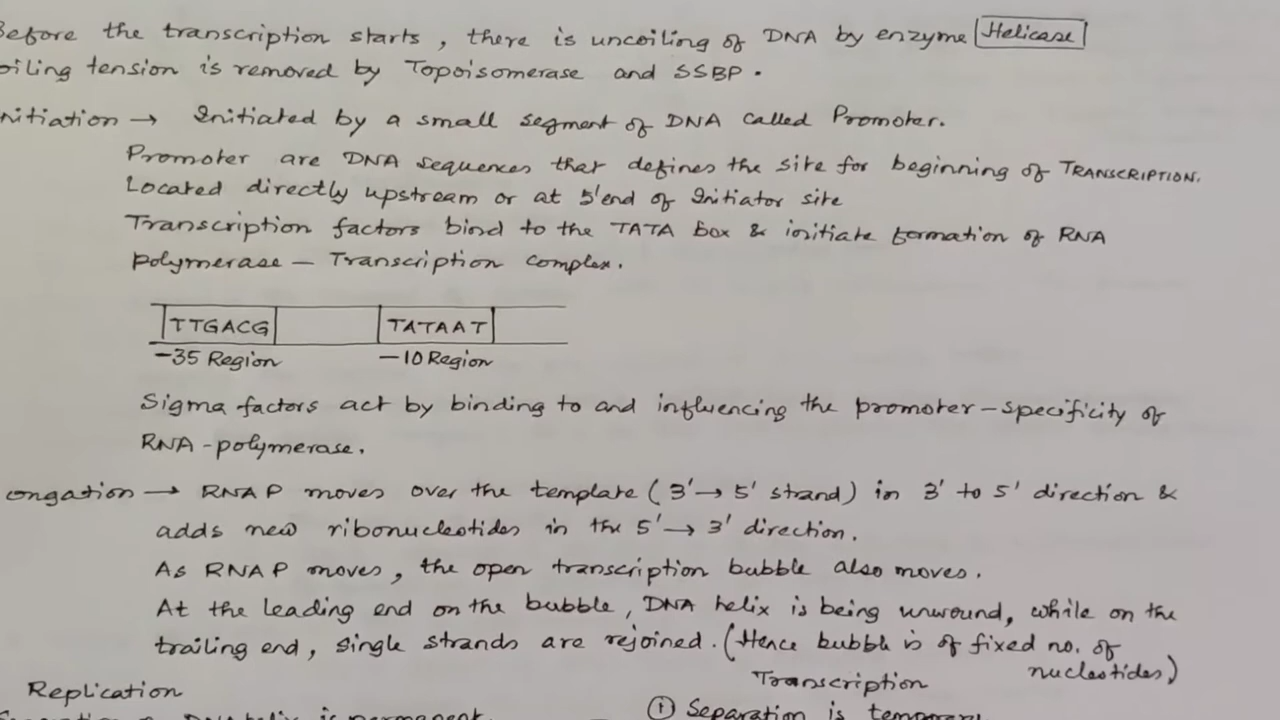 Before the transcription starts, there is uncoiling of DNA by enzyme Helicase
oiling tension is removed by Topoisomerase and SSBP.
nitiation → Initiated by a small segment of DNA called Promoter.
Promoter are DNA sequences that defines the site for beginning of TRANSCRIPTION.
Located directly upstream or at 5' end of Initiator site
Transcription factors bind to the TATA box & initiate formation of RNA
polymerase – Transcription complex.
TTGACG TATAAT
-35 Region -10 Region
Sigma factors act by binding to and influencing the promoter-specificity of
RNA-polymerase.
ongation → RNAP moves over the template (3' → 5' strand) in 3' to 5' direction &
adds new ribonucleotides in the 5' → 3' direction.
As RNAP moves, the open transcription bubble also moves.
At the leading end on the bubble, DNA helix is being unwound, while on the
trailing end, single strands are rejoined. (Hence bubble is of fixed no. of
nucleotides)
Replication Transcription
DNA helix is permanent. ① Separation is temporary